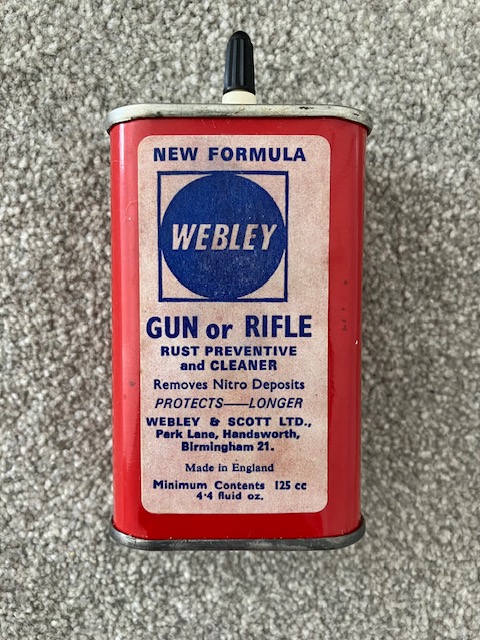 NEW FORMULA
WEBLEY
GUN or RIFLE
RUST PREVENTIVE
and CLEANER
Removes Nitro Deposits
PROTECTS——LONGER
WEBLEY & SCOTT LTD.,
Park Lane, Handsworth,
Birmingham 21.
Made in England
Minimum Contents 125 cc
4·4 fluid oz.